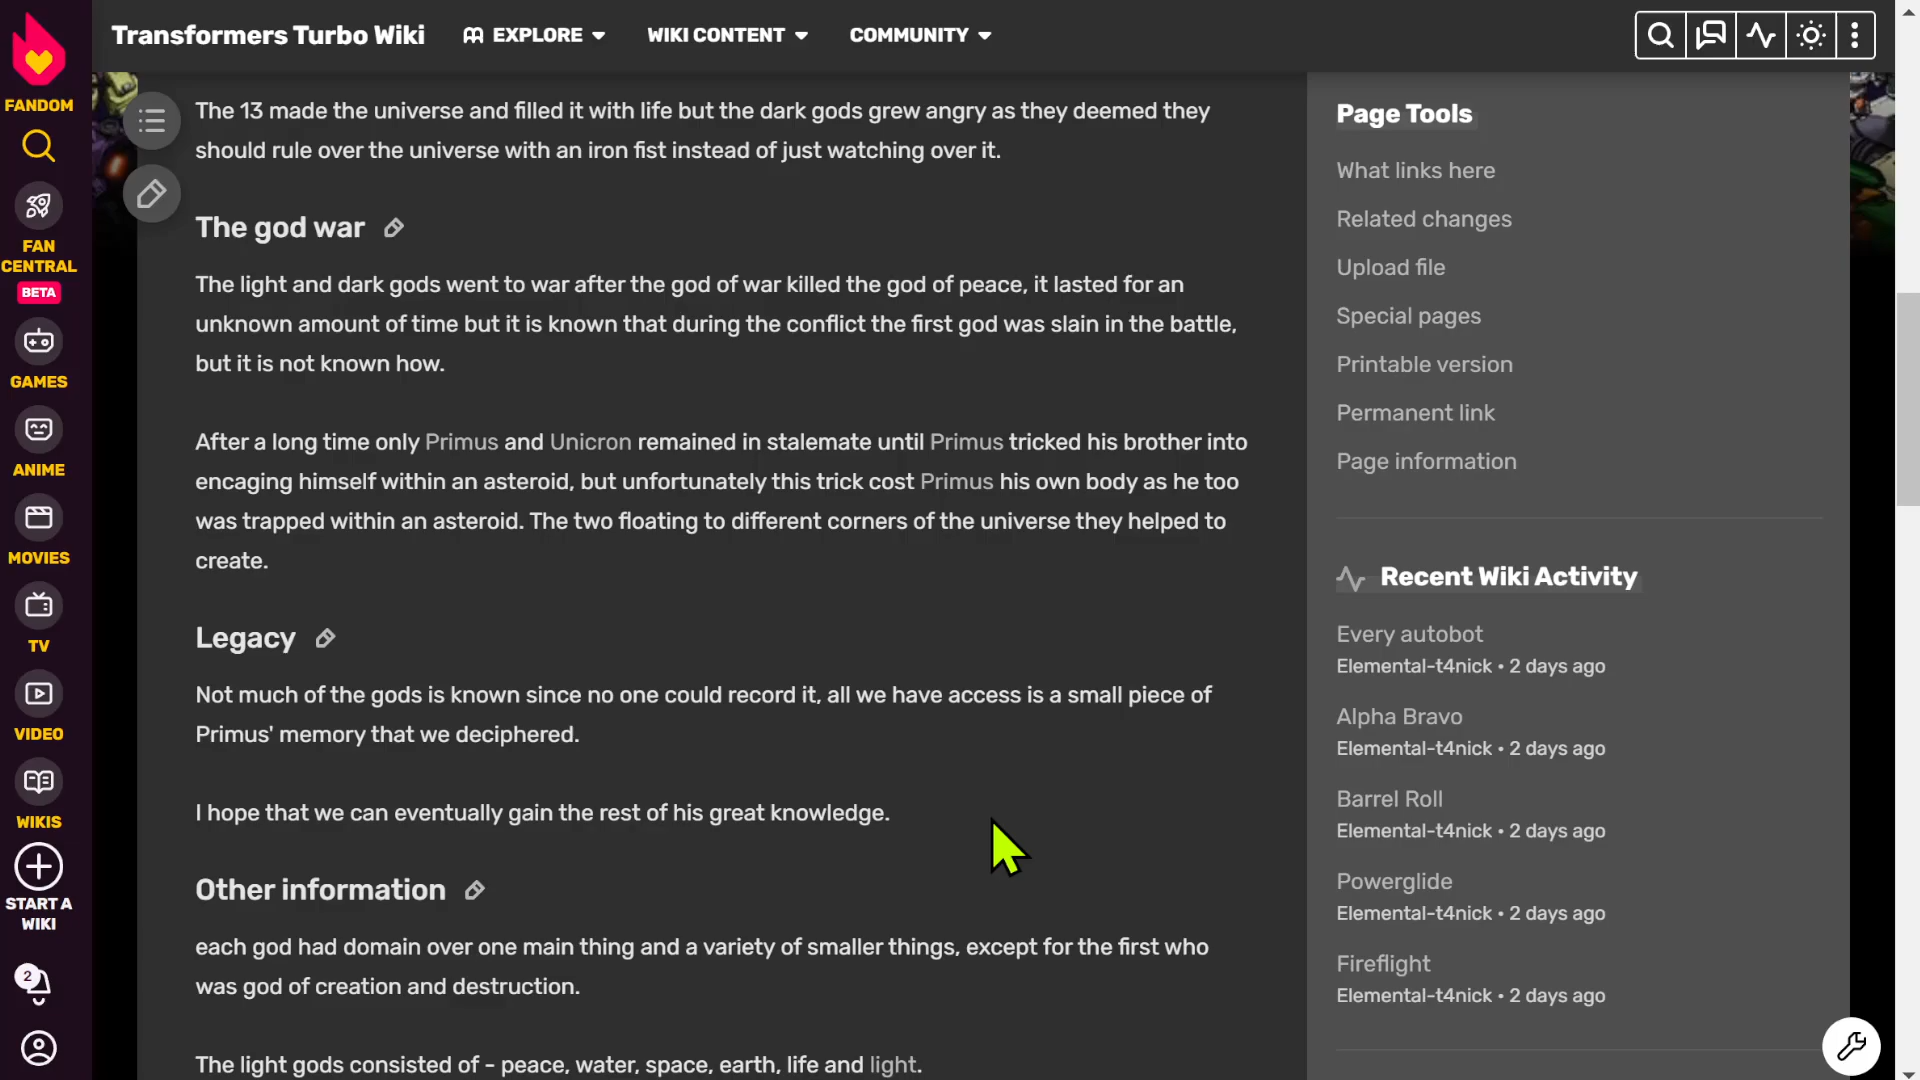 Transformers Turbo Wiki
EXPLORE
WIKI CONTENT
COMMUNITY
FANDOM
FAN
CENTRAL
BETA
GAMES
ANIME
MOVIES
TV
VIDEO
WIKIS
START A
WIKI
2
The 13 made the universe and filled it with life but the dark gods grew angry as they deemed they
should rule over the universe with an iron fist instead of just watching over it.
The god war
The light and dark gods went to war after the god of war killed the god of peace, it lasted for an
unknown amount of time but it is known that during the conflict the first god was slain in the battle,
but it is not known how.
After a long time only Primus and Unicron remained in stalemate until Primus tricked his brother into
encaging himself within an asteroid, but unfortunately this trick cost Primus his own body as he too
was trapped within an asteroid. The two floating to different corners of the universe they helped to
create.
Legacy
Not much of the gods is known since no one could record it, all we have access is a small piece of
Primus' memory that we deciphered.
I hope that we can eventually gain the rest of his great knowledge.
Other information
each god had domain over one main thing and a variety of smaller things, except for the first who
was god of creation and destruction.
The light gods consisted of - peace, water, space, earth, life and light.
Page Tools
What links here
Related changes
Upload file
Special pages
Printable version
Permanent link
Page information
Recent Wiki Activity
Every autobot
Elemental-t4nick • 2 days ago
Alpha Bravo
Elemental-t4nick • 2 days ago
Barrel Roll
Elemental-t4nick • 2 days ago
Powerglide
Elemental-t4nick • 2 days ago
Fireflight
Elemental-t4nick • 2 days ago